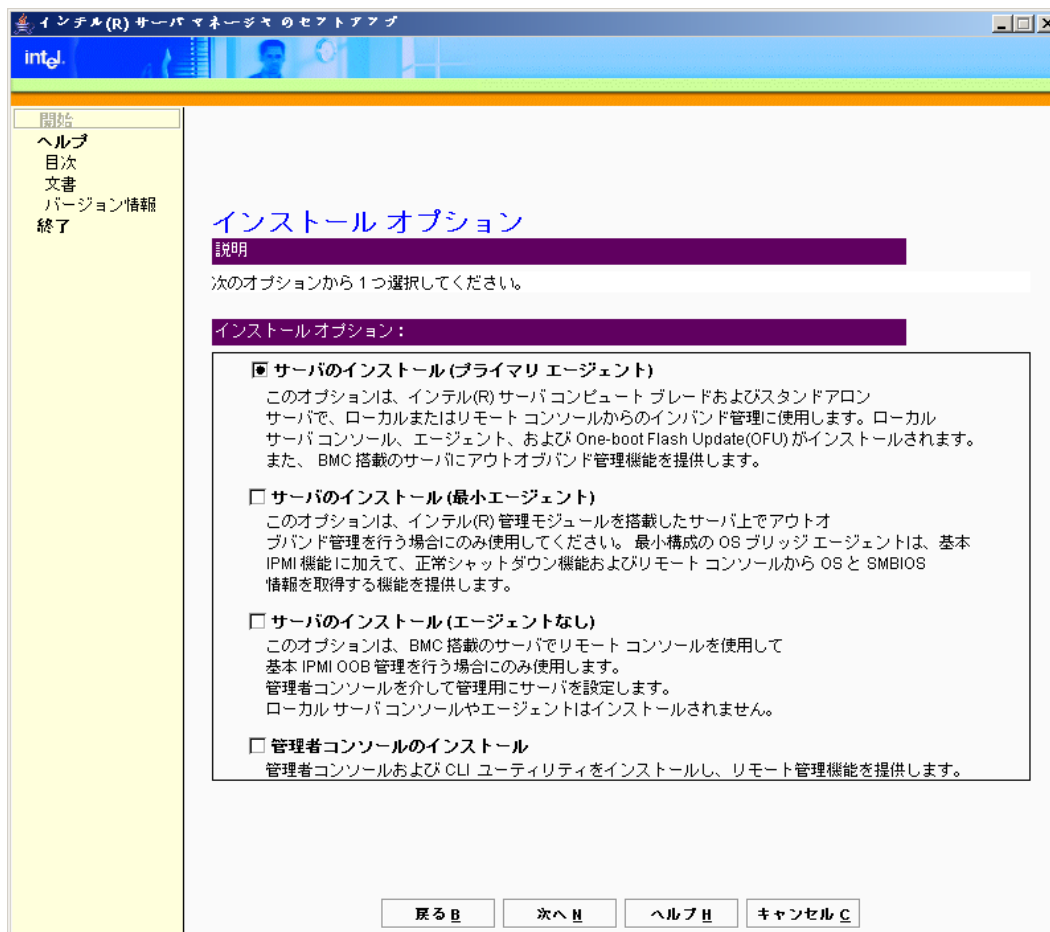 インテル(R) サーバ マネージャ のセットアップ
intel.
開始
ヘルプ
目次
文書
バージョン情報
終了
インストール オプション
説明
次のオプションから 1 つ選択してください。
インストール オプション :
サーバのインストール (プライマリ エージェント)
このオプションは、インテル(R) サーバ コンピュート ブレードおよびスタンドアロン
サーバで、ローカルまたはリモート コンソールからのインバンド管理に使用します。ローカル
サーバ コンソール、エージェント、および One-boot Flash Update(OFU) がインストールされます。
また、 BMC 搭載のサーバにアウトオブバンド管理機能を提供します。
サーバのインストール (最小エージェント)
このオプションは、インテル(R) 管理モジュールを搭載したサーバ上でアウトオ
ブバンド管理を行う場合にのみ使用してください。 最小構成の OS ブリッジ エージェントは、基本
IPMI 機能に加えて、正常シャットダウン機能およびリモート コンソールから OS と SMBIOS
情報を取得する機能を提供します。
サーバのインストール (エージェントなし)
このオプションは、BMC 搭載のサーバでリモート コンソールを使用して
基本 IPMI OOB 管理を行う場合にのみ使用します。
管理者コンソールを介して管理用にサーバを設定します。
ローカル サーバ コンソールやエージェントはインストールされません。
管理者コンソールのインストール
管理者コンソールおよび CLI ユーティリティをインストールし、リモート管理機能を提供します。
戻る B 次へ N ヘルプ H キャンセル C